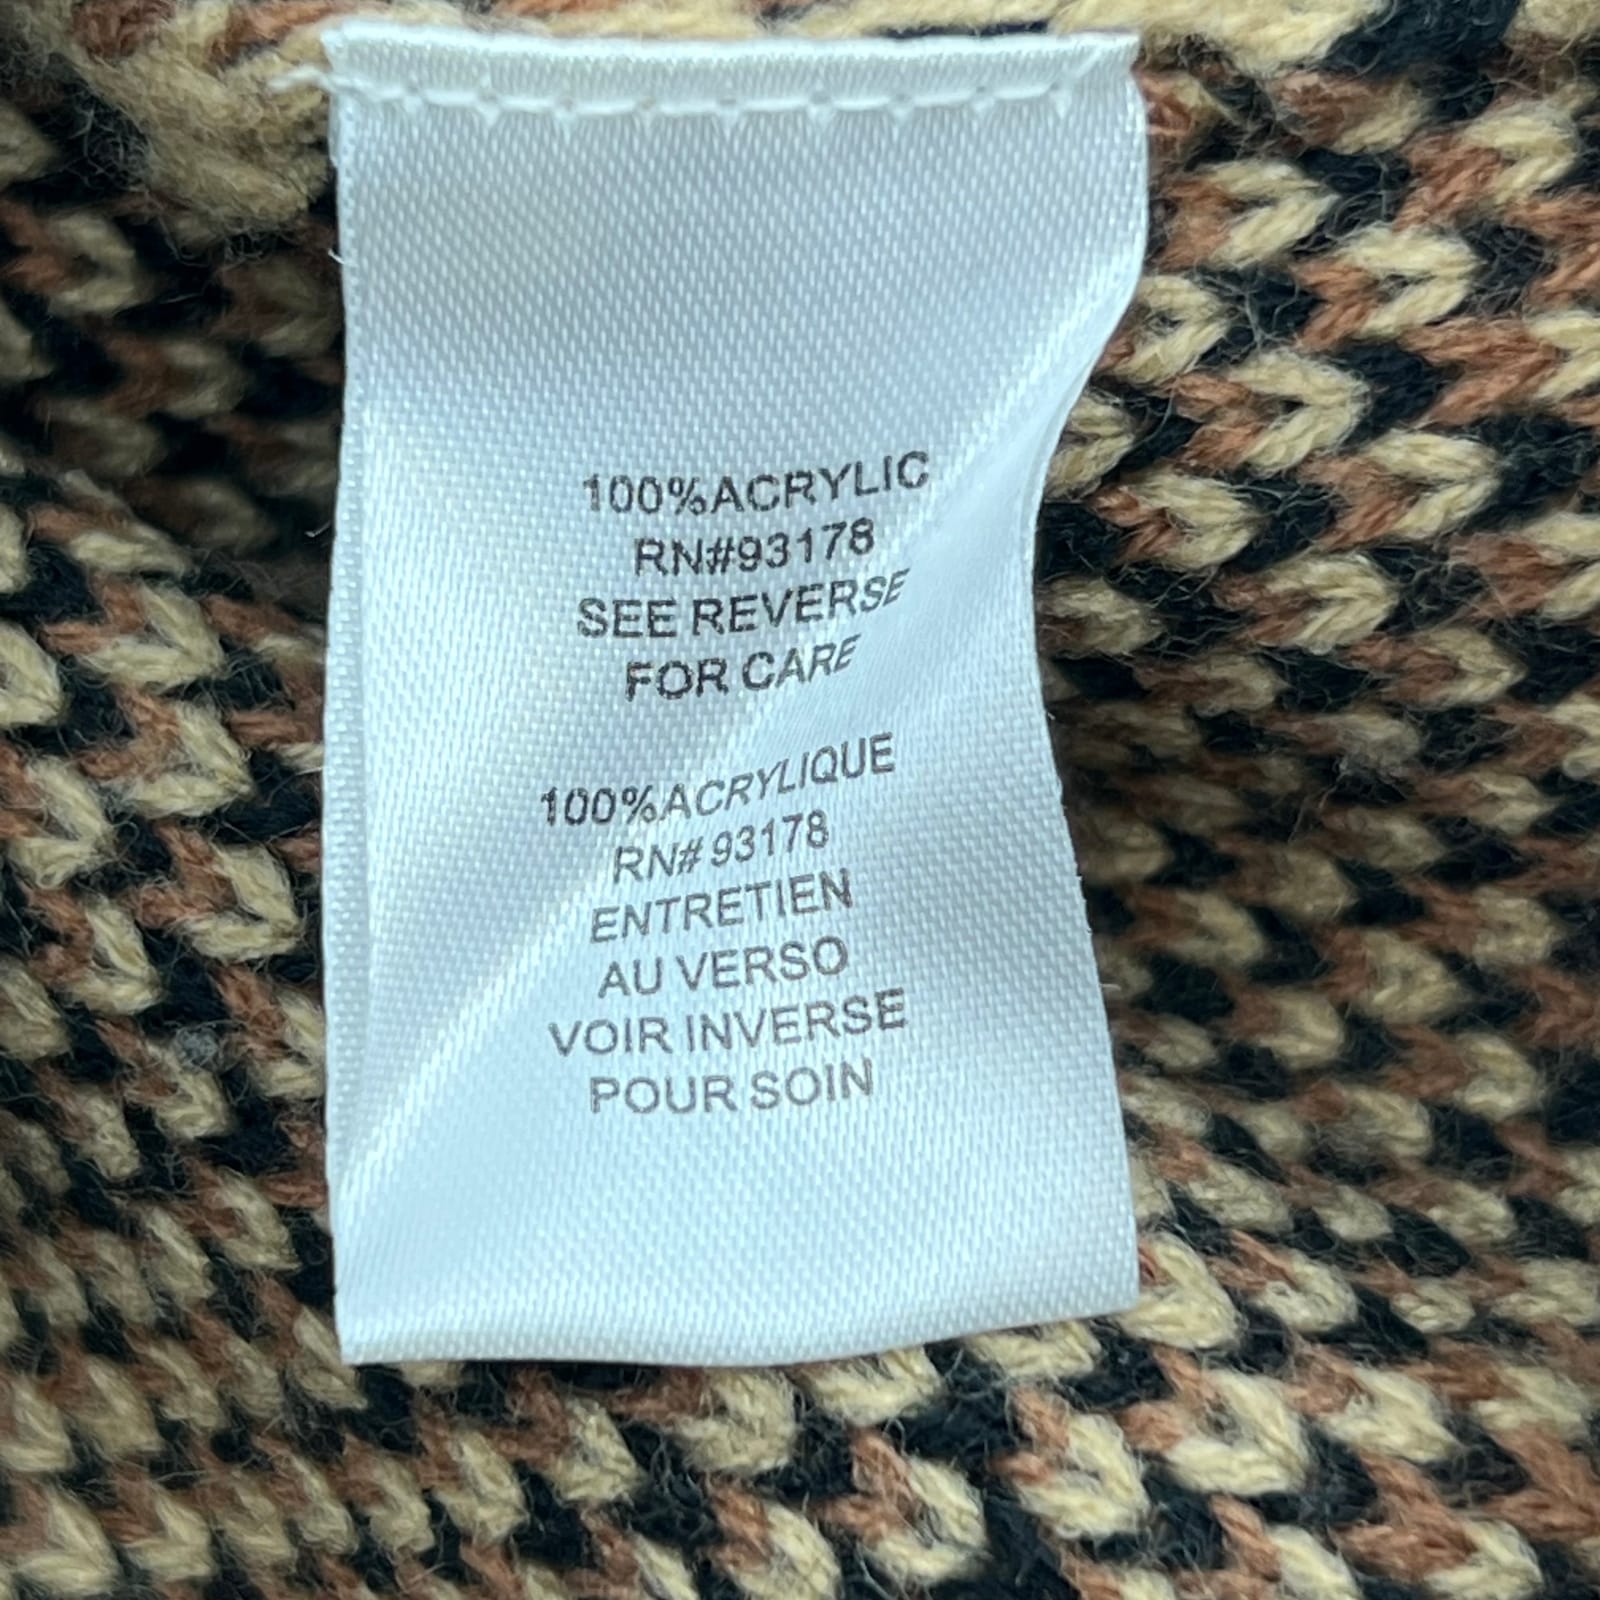 100%ACRYLIC
RN#93178
SEE REVERSE
FOR CARE
100%ACRYLIQUE
RN# 93178
ENTRETIEN
AU VERSO
VOIR INVERSE
POUR SOIN